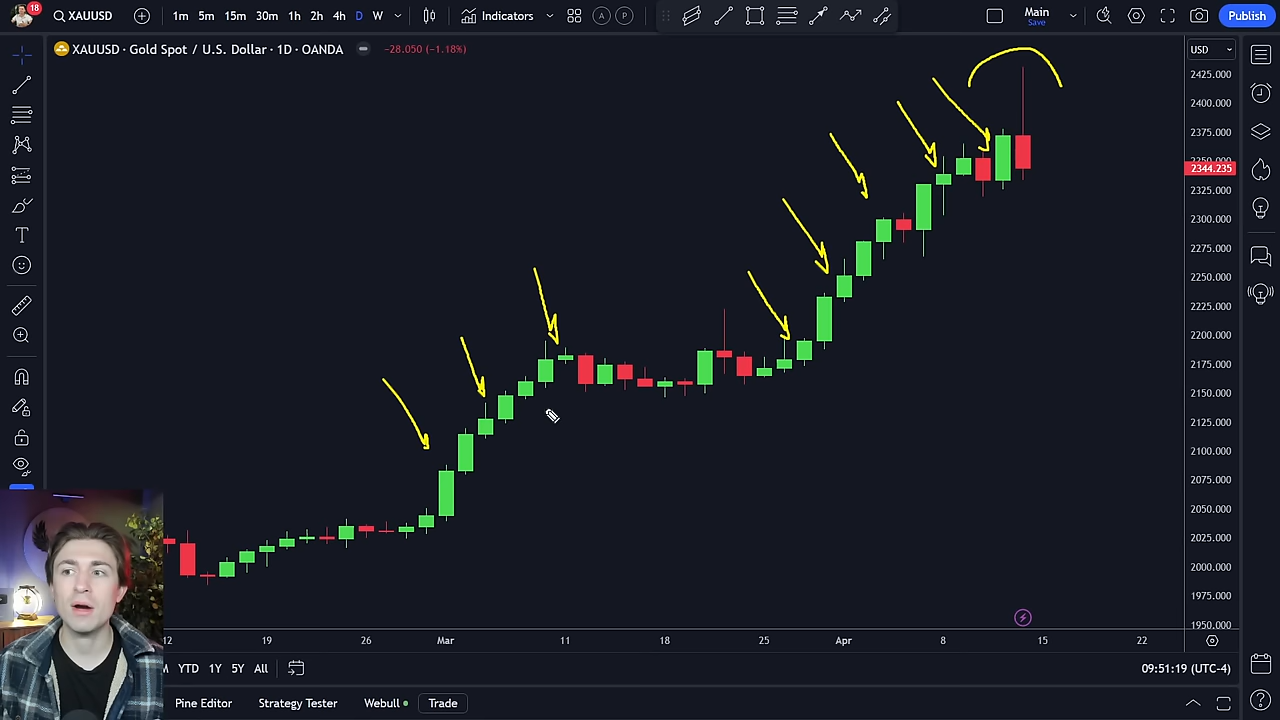 18
XAUUSD
1m 5m 15m 30m 1h 2h 4h D W
Indicators
A P
Main
Save
Publish
XAUUSD · Gold Spot / U.S. Dollar · 1D · OANDA
−28.050 (−1.18%)
USD
2425.000
2400.000
2375.000
2350.000
2344.235
2325.000
2300.000
2275.000
2250.000
2225.000
2200.000
2175.000
2150.000
2125.000
2100.000
2075.000
2050.000
2025.000
2000.000
1975.000
1950.000
12 19 26 Mar 11 18 25 Apr 8 15 22
YTD 1Y 5Y All
09:51:19 (UTC-4)
Pine Editor Strategy Tester Webull Trade